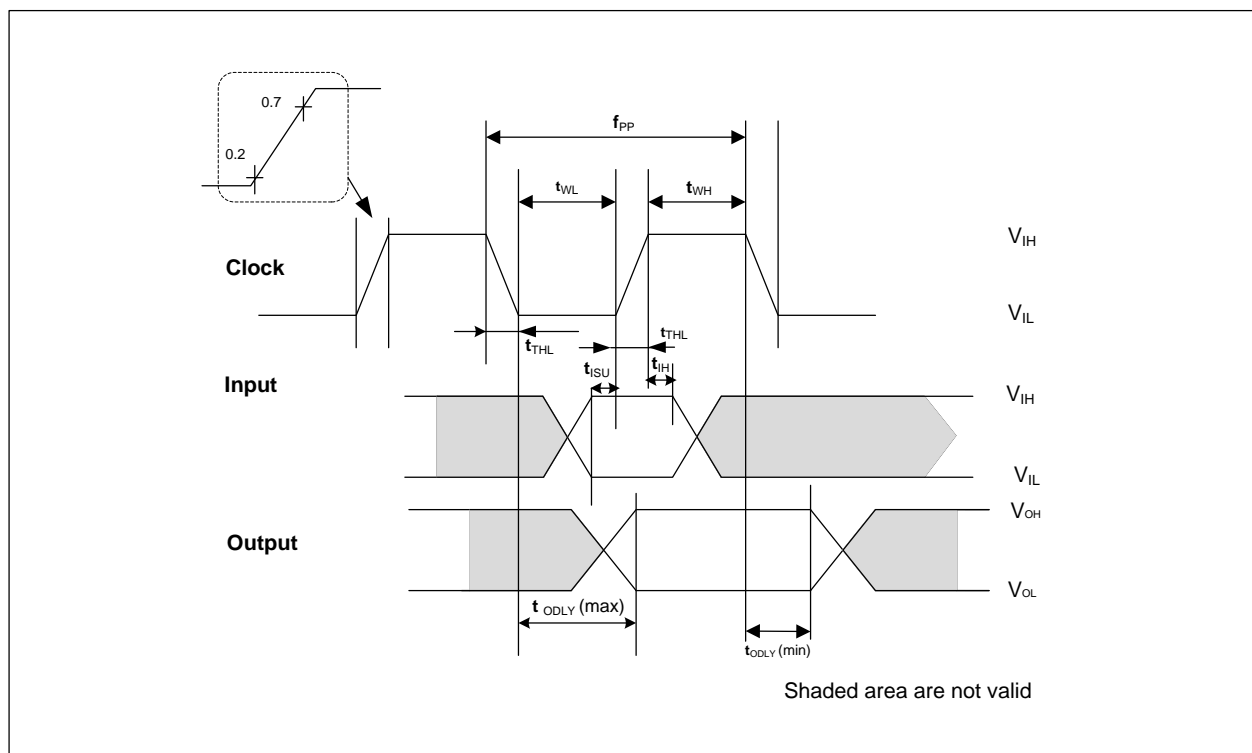 0.7
0.2
fPP
tWL
tWH
Clock
VIH
VIL
tTHL
tTHL
tISU
tIH
Input
VIH
VIL
VOH
Output
VOL
t ODLY (max)
tODLY (min)
Shaded area are not valid